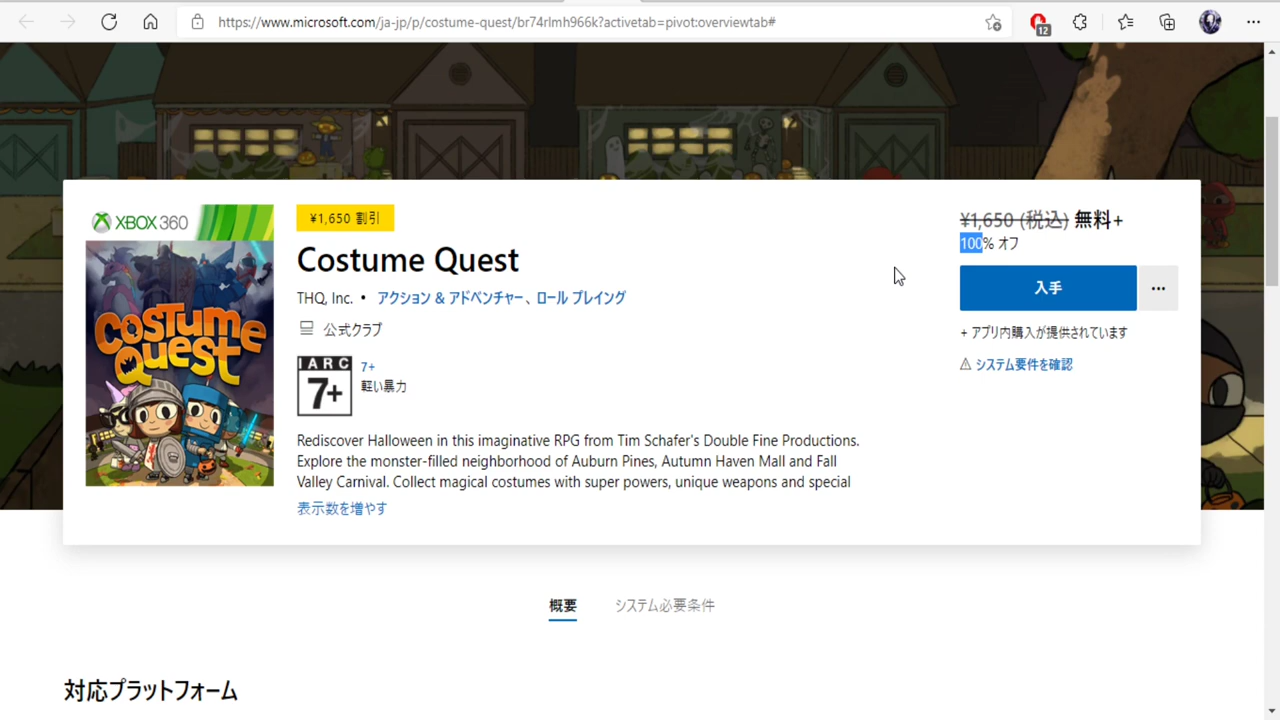 https://www.microsoft.com/ja-jp/p/costume-quest/br74rlmh966k?activetab=pivot:overviewtab#
12
XBOX 360
COSTUME QUEST
¥1,650 割引
Costume Quest
THQ, Inc. • アクション & アドベンチャー、ロール プレイング
公式クラブ
IARC
7+
7+
軽い暴力
Rediscover Halloween in this imaginative RPG from Tim Schafer's Double Fine Productions.
Explore the monster-filled neighborhood of Auburn Pines, Autumn Haven Mall and Fall
Valley Carnival. Collect magical costumes with super powers, unique weapons and special
表示数を増やす
¥1,650 (税込) 無料+
100% オフ
入手
+ アプリ内購入が提供されています
システム要件を確認
概要 システム必要条件
対応プラットフォーム